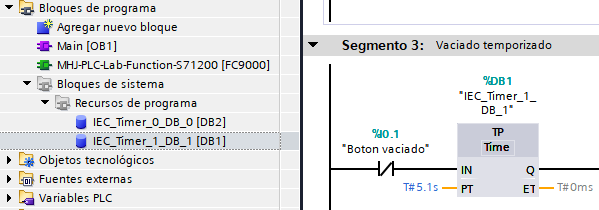 Bloques de programa
Agregar nuevo bloque
Main [OB1]
MHJ-PLC-Lab-Function-S71200 [FC9000]
Bloques de sistema
Recursos de programa
IEC_Timer_0_DB_0 [DB2]
IEC_Timer_1_DB_1 [DB1]
Objetos tecnológicos
Fuentes externas
Variables PLC
Segmento 3: Vaciado temporizado
%DB1
"IEC_Timer_1_
DB_1"
%I0.1
"Boton vaciado"
TP
Time
IN
Q
T#5.1s
PT
ET
T#0ms